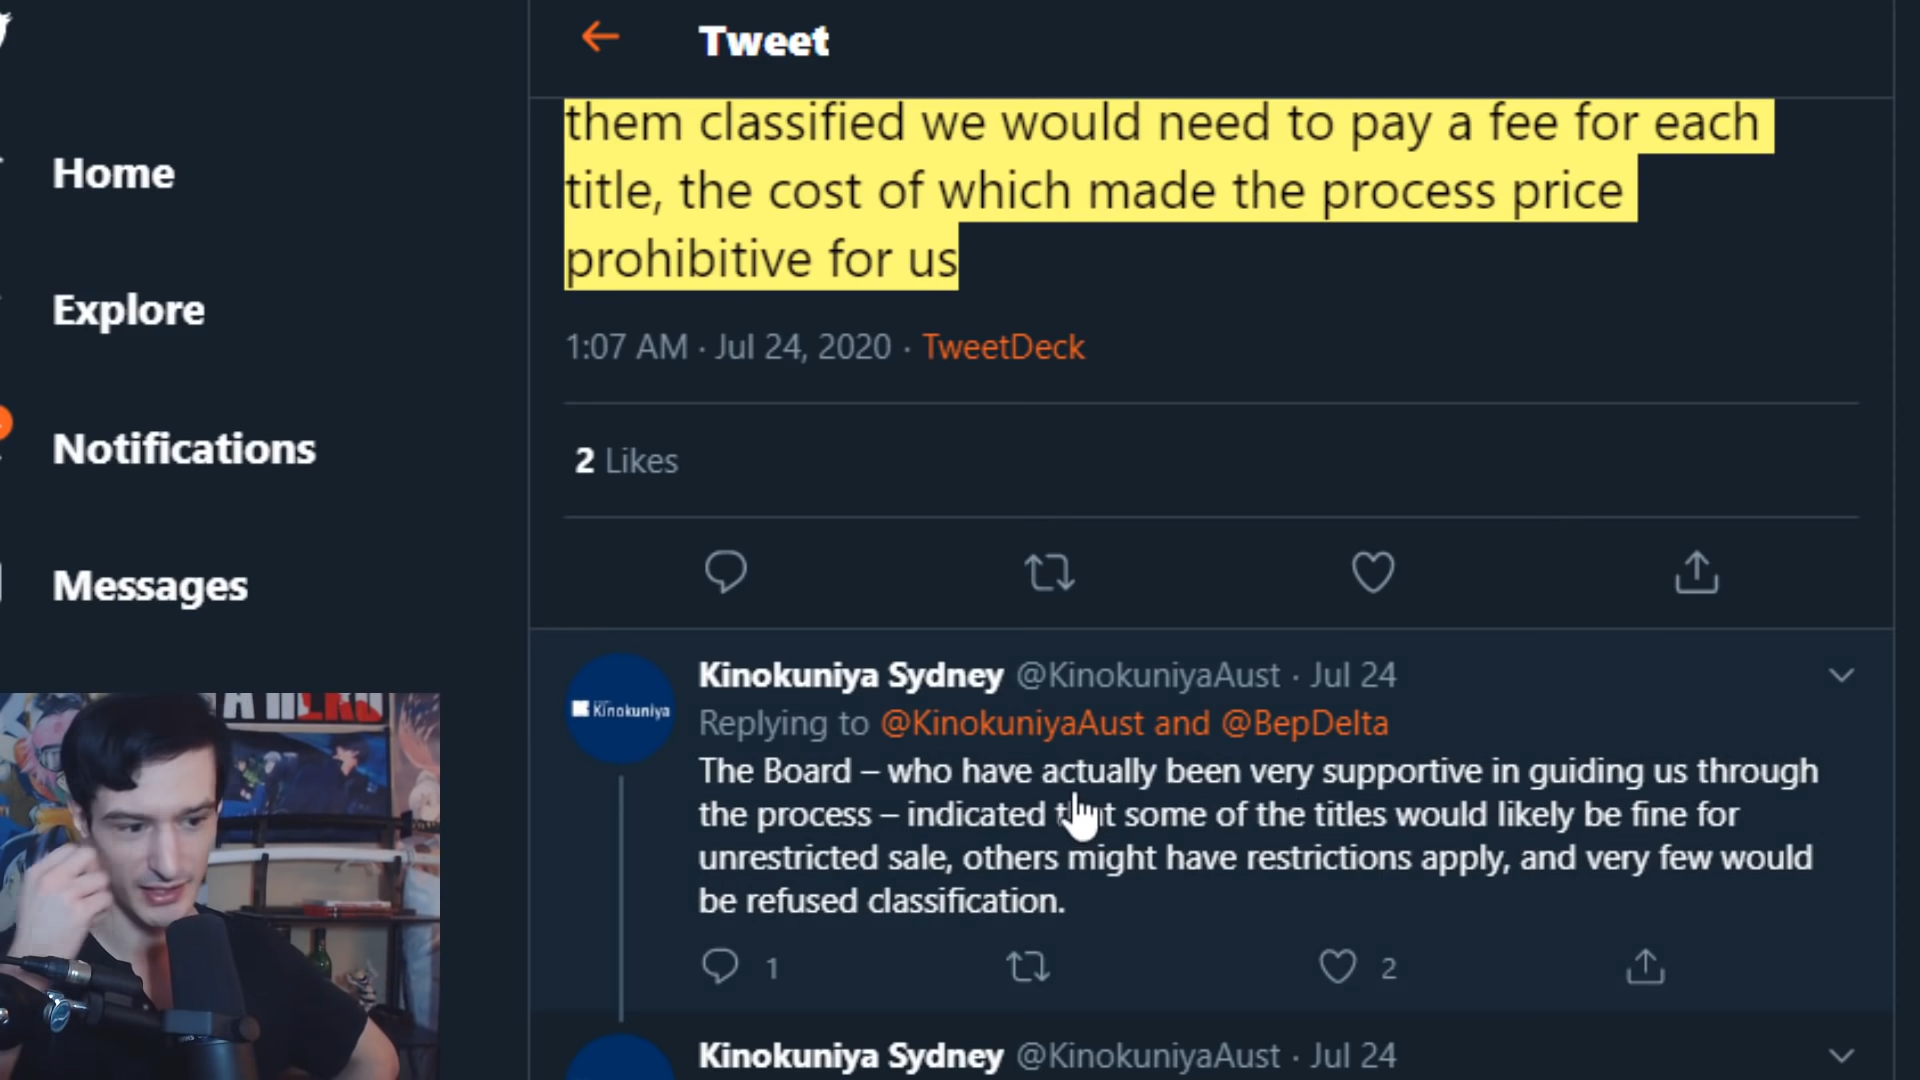 Tweet
them classified we would need to pay a fee for each
title, the cost of which made the process price
prohibitive for us
1:07 AM · Jul 24, 2020 · TweetDeck
2 Likes
Home
Explore
Notifications
Messages
Kinokuniya Sydney @KinokuniyaAust · Jul 24
Kinokuniya
Replying to @KinokuniyaAust and @BepDelta
The Board – who have actually been very supportive in guiding us through
the process – indicated that some of the titles would likely be fine for
unrestricted sale, others might have restrictions apply, and very few would
be refused classification.
1
2
Kinokuniya Sydney @KinokuniyaAust · Jul 24